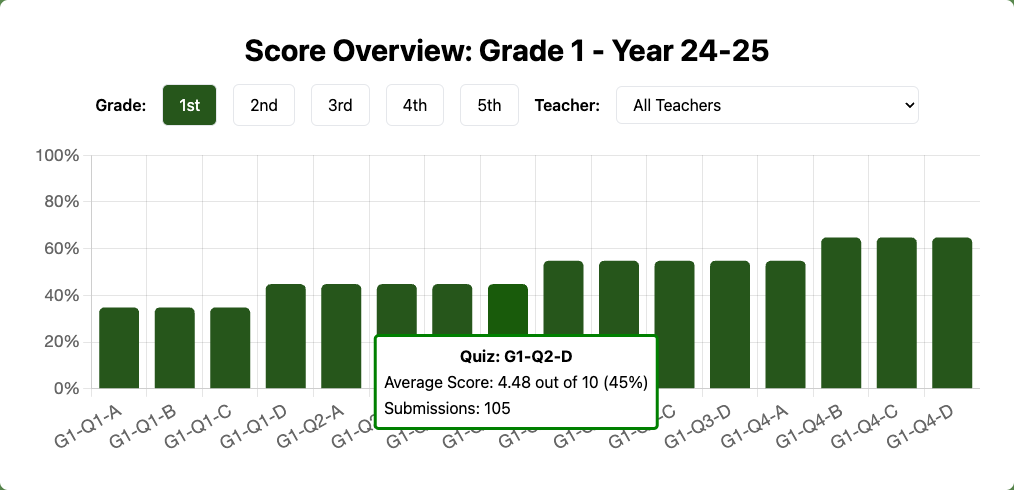 Score Overview: Grade 1 - Year 24-25
Grade: 1st 2nd 3rd 4th 5th Teacher: All Teachers
100%
80%
60%
40%
20%
0%
Quiz: G1-Q2-D
Average Score: 4.48 out of 10 (45%)
Submissions: 105
G1-Q1-A
G1-Q1-B
G1-Q1-C
G1-Q1-D
G1-Q2-A
G1-Q3-D
G1-Q4-A
G1-Q4-B
G1-Q4-C
G1-Q4-D